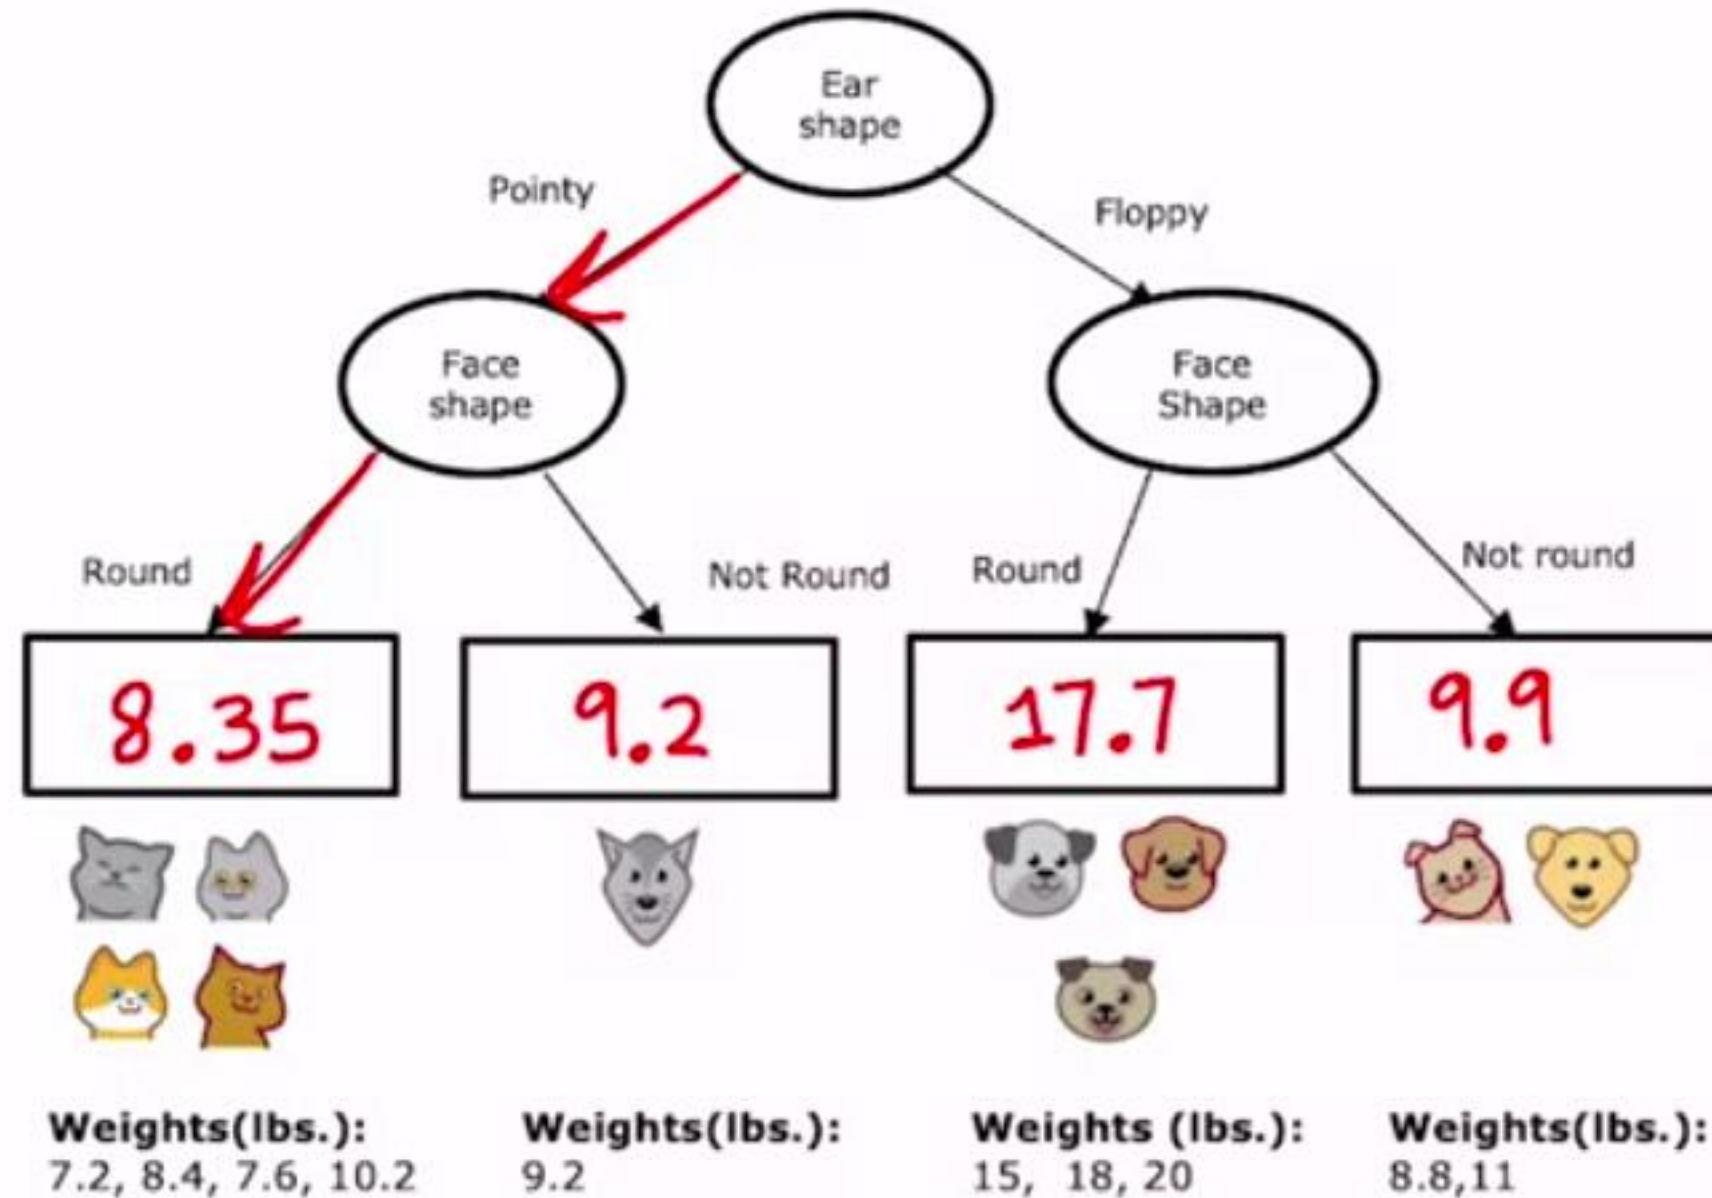 Ear
shape
Pointy
Floppy
Face
shape
Face
Shape
Round
Not Round
Round
Not round
8.35
9.2
17.7
9.9
Weights(lbs.):
7.2, 8.4, 7.6, 10.2
Weights(lbs.):
9.2
Weights (lbs.):
15, 18, 20
Weights(lbs.):
8.8,11